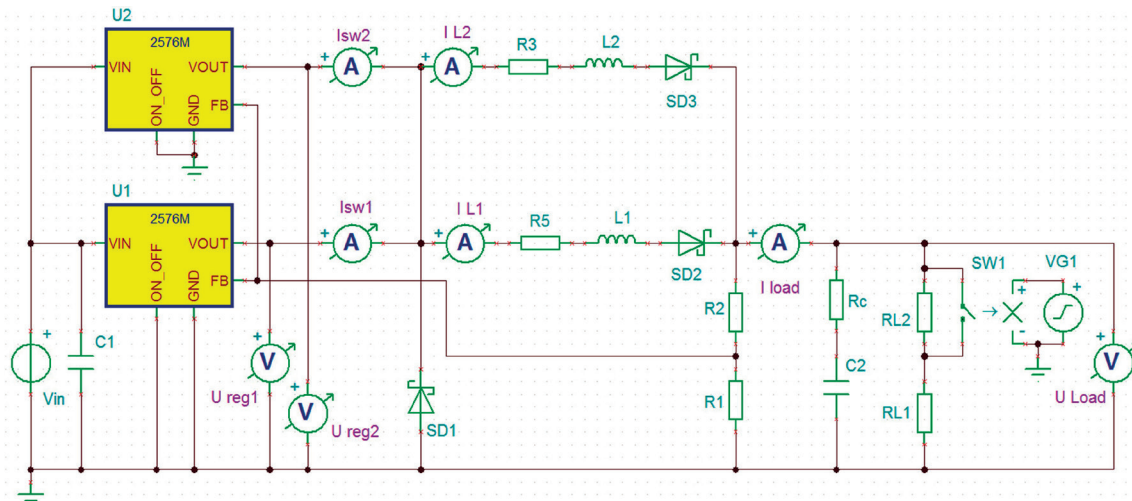 U2
2576M
VIN
VOUT
ON_OFF
GND
FB
Isw2
A
+
I L2
A
+
R3
L2
SD3
U1
2576M
VIN
VOUT
ON_OFF
GND
FB
Isw1
A
+
I L1
A
+
R5
L1
SD2
A
+
I load
Vin
+
C1
V
+
U reg1
V
+
U reg2
SD1
R2
R1
Rc
C2
RL2
RL1
SW1
+
-
VG1
+
V
+
U Load